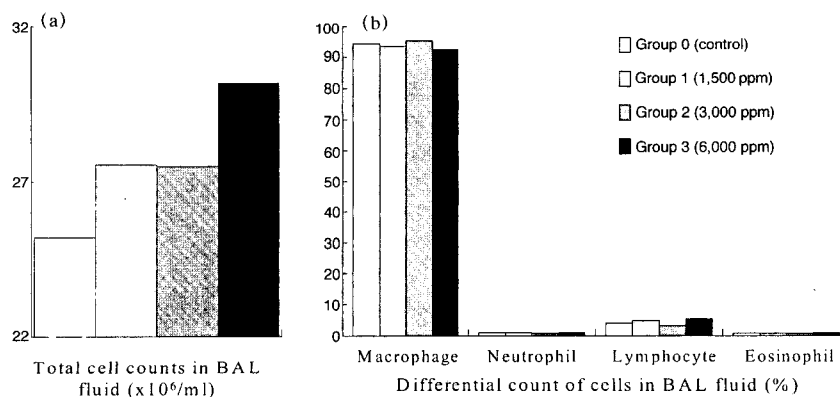 (a)
32
27
22
Total cell counts in BAL
fluid (x10⁶/ml)
(b)
100
90
80
70
60
50
40
30
20
10
0
Group 0 (control)
Group 1 (1,500 ppm)
Group 2 (3,000 ppm)
Group 3 (6,000 ppm)
Macrophage Neutrophil Lymphocyte Eosinophil
Differential count of cells in BAL fluid (%)